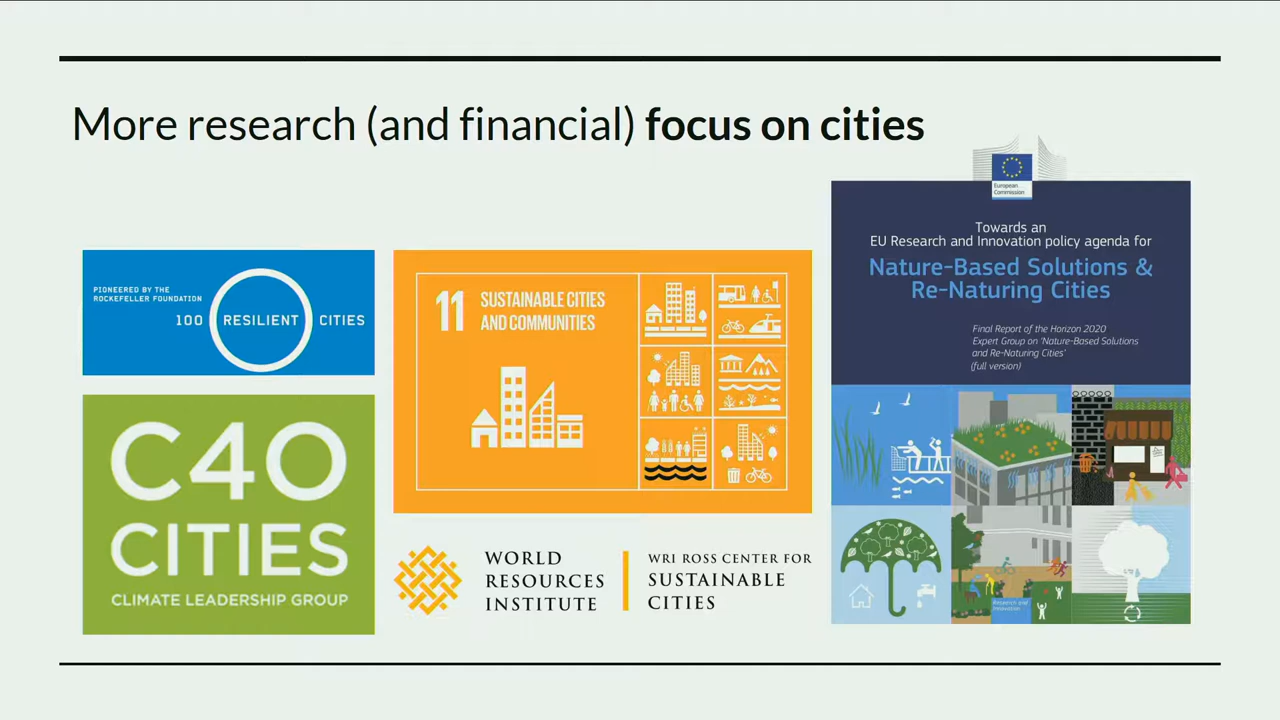 More research (and financial) focus on cities
PIONEERED BY THE
ROCKEFELLER FOUNDATION
100 RESILIENT CITIES
C40
CITIES
CLIMATE LEADERSHIP GROUP
11 SUSTAINABLE CITIES
AND COMMUNITIES
WORLD
RESOURCES
INSTITUTE
WRI ROSS CENTER FOR
SUSTAINABLE
CITIES
European
Commission
Towards an
EU Research and Innovation policy agenda for
Nature-Based Solutions &
Re-Naturing Cities
Final Report of the Horizon 2020
Expert Group on 'Nature-Based Solutions
and Re-Naturing Cities'
(full version)
Research and
Innovation